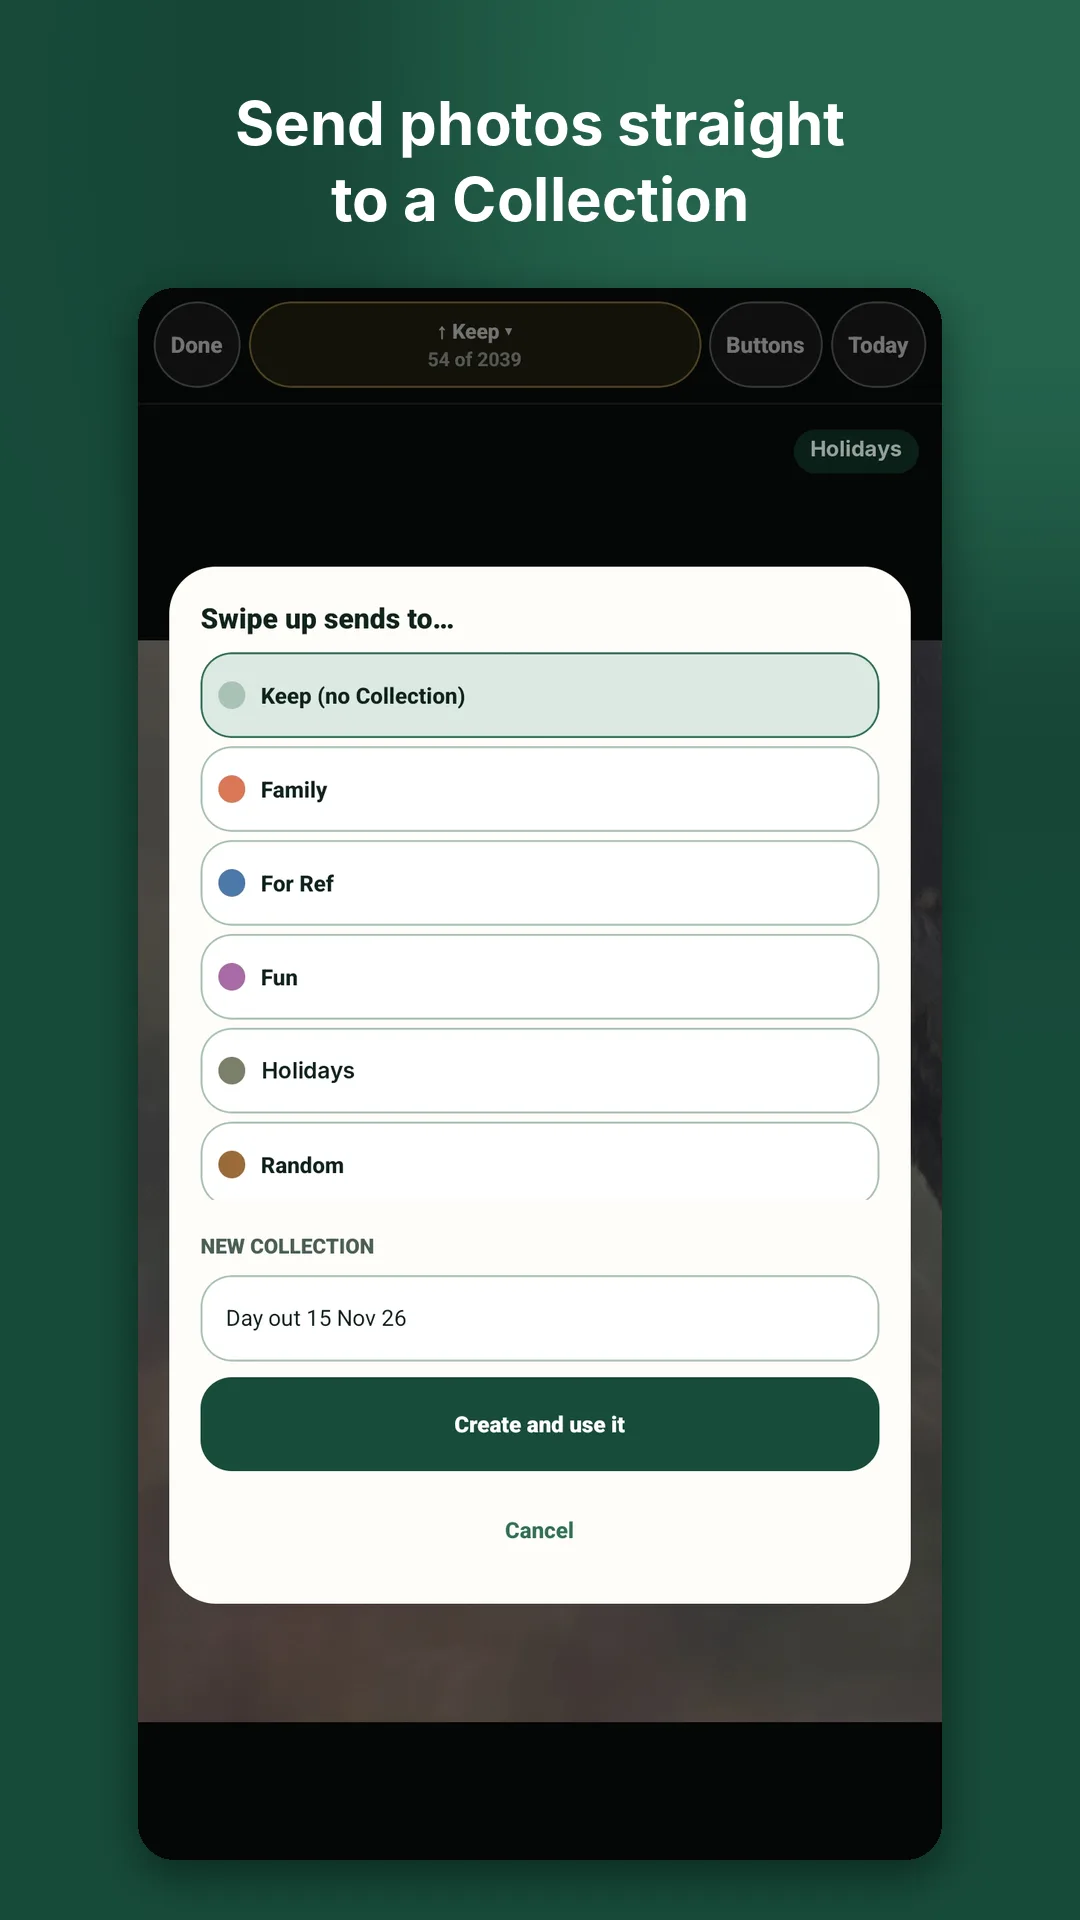 Send photos straight
to a Collection
Done
↑ Keep ▾
54 of 2039
Buttons
Today
Holidays
Swipe up sends to...
Keep (no Collection)
Family
For Ref
Fun
Holidays
Random
NEW COLLECTION
Day out 15 Nov 26
Create and use it
Cancel